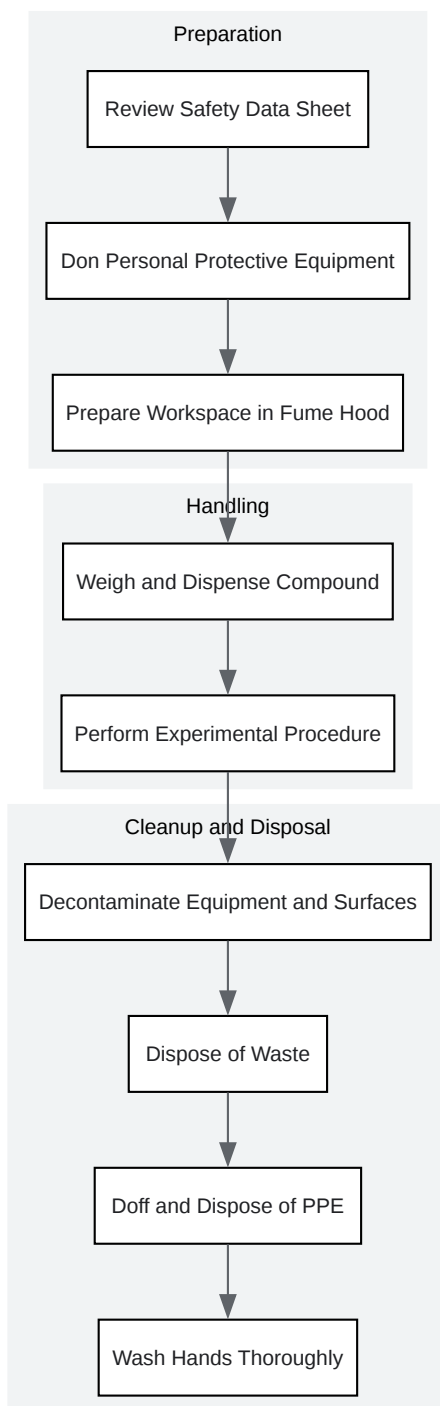 Preparation
Review Safety Data Sheet
Don Personal Protective Equipment
Prepare Workspace in Fume Hood
Handling
Weigh and Dispense Compound
Perform Experimental Procedure
Cleanup and Disposal
Decontaminate Equipment and Surfaces
Dispose of Waste
Doff and Dispose of PPE
Wash Hands Thoroughly